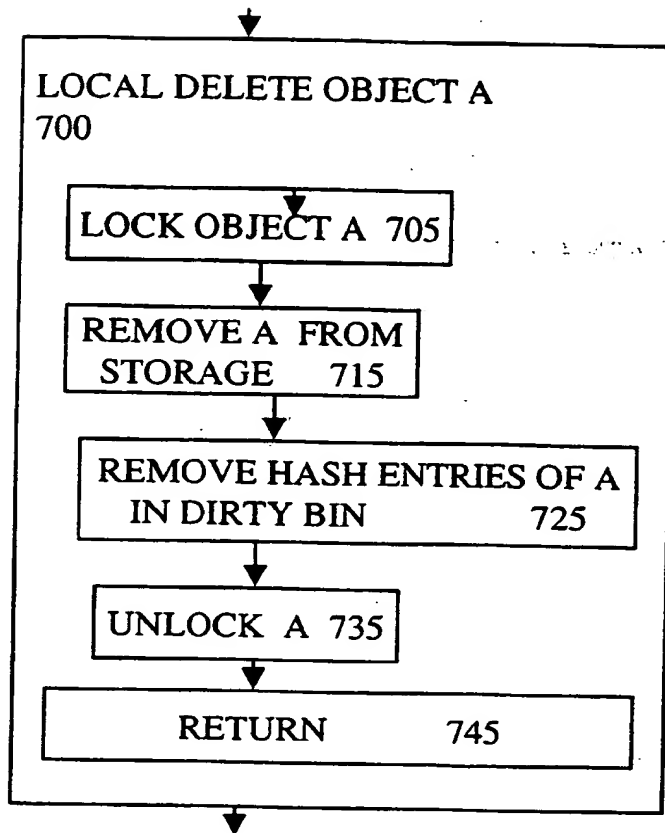 LOCAL DELETE OBJECT A
700
LOCK OBJECT A 705
REMOVE A FROM
STORAGE 715
REMOVE HASH ENTRIES OF A
IN DIRTY BIN 725
UNLOCK A 735
RETURN 745